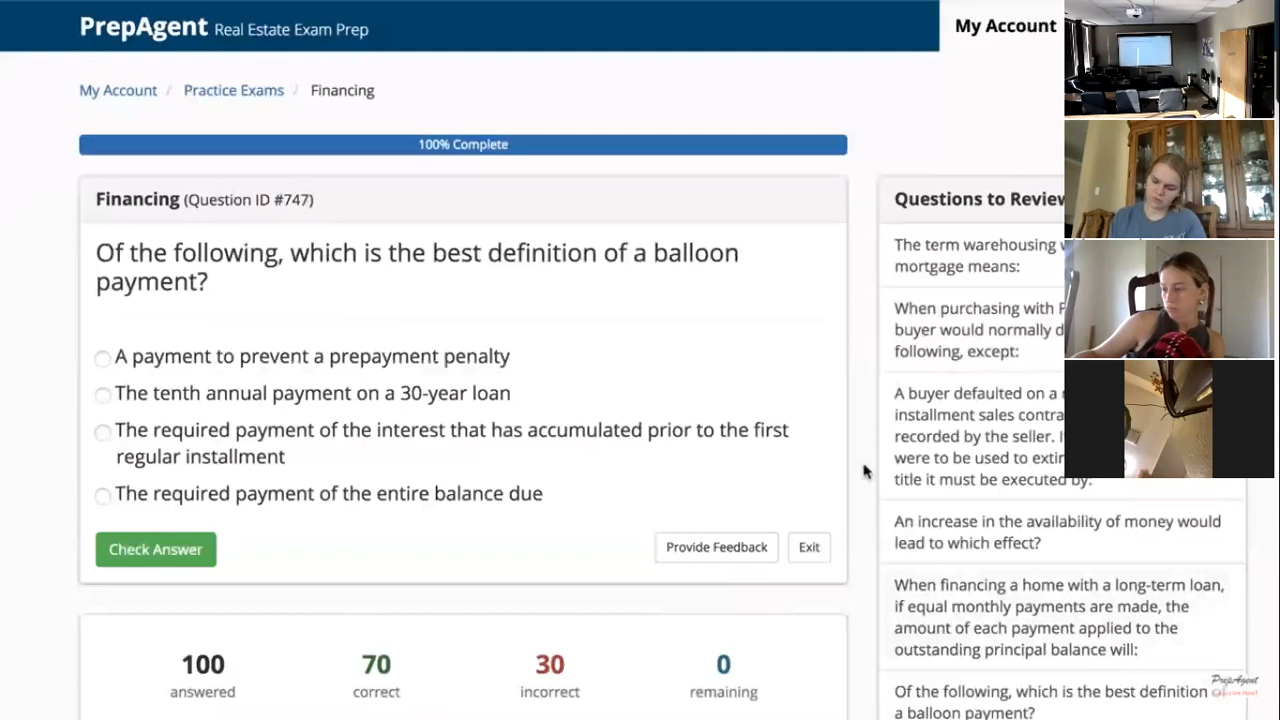 PrepAgent Real Estate Exam Prep
My Account
My Account / Practice Exams / Financing
100% Complete
Financing (Question ID #747)
Of the following, which is the best definition of a balloon
payment?
A payment to prevent a prepayment penalty
The tenth annual payment on a 30-year loan
The required payment of the interest that has accumulated prior to the first
regular installment
The required payment of the entire balance due
Check Answer
Provide Feedback
Exit
100
answered
70
correct
30
incorrect
0
remaining
Questions to Review
The term warehousing
mortgage means:
When purchasing with
buyer would normally
following, except:
A buyer defaulted on a
installment sales
recorded by the seller.
were to be used to
title it must be executed by:
An increase in the availability of money would
lead to which effect?
When financing a home with a long-term loan,
if equal monthly payments are made, the
amount of each payment applied to the
outstanding principal balance will:
Of the following, which is the best definition of
a balloon payment?
PrepAgent